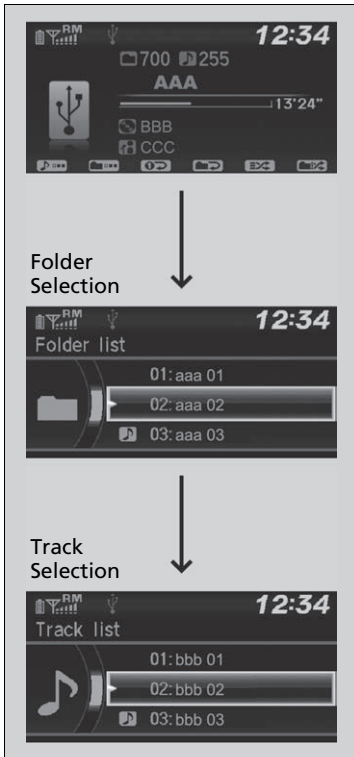 RM 12:34
700 255
AAA
13'24"
BBB
CCC
Folder
Selection
RM 12:34
Folder list
01: aaa 01
02: aaa 02
03: aaa 03
Track
Selection
RM 12:34
Track list
01: bbb 01
02: bbb 02
03: bbb 03